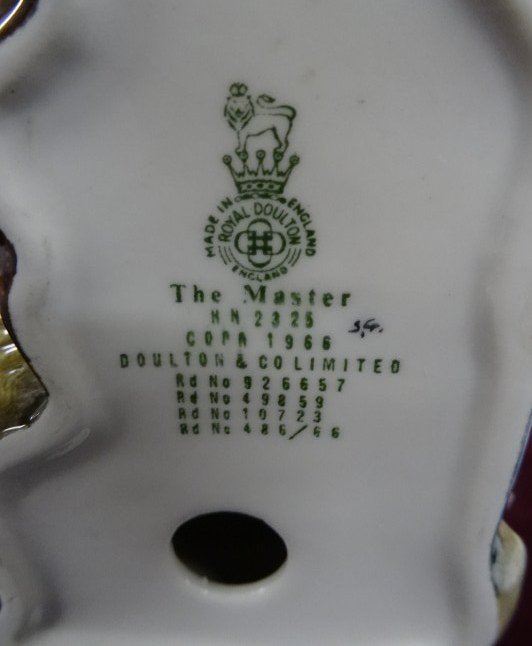 MADE IN ENGLAND
ROYAL DOULTON
ENGLAND
The Master
HN 2325
COPR 1966
DOULTON & CO LIMITED
Rd No 926657
Rd No 49859
Rd No 10723
Rd No 486/66